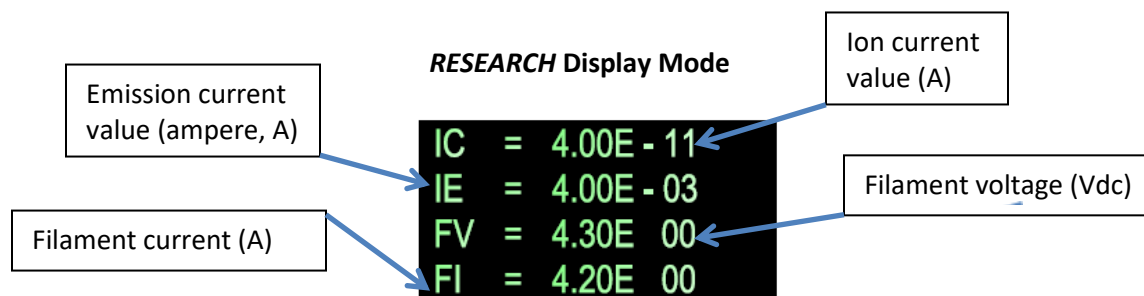 RESEARCH Display Mode
Ion current
value (A)
Emission current
value (ampere, A)
IC = 4.00E - 11
IE = 4.00E - 03
FV = 4.30E 00
FI = 4.20E 00
Filament voltage (Vdc)
Filament current (A)